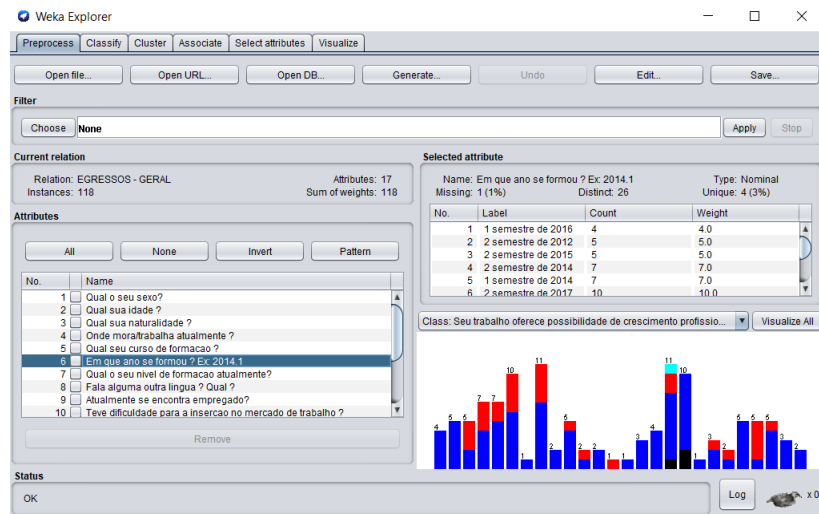 Weka Explorer
Preprocess Classify Cluster Associate Select attributes Visualize
Open file... Open URL... Open DB... Generate... Undo Edit... Save...
Filter
Choose None Apply Stop
Current relation
Relation: EGRESSOS - GERAL Attributes: 17
Instances: 118 Sum of weights: 118
Attributes
All None Invert Pattern
No. Name
1 Qual o seu sexo?
2 Qual sua idade ?
3 Qual sua naturalidade ?
4 Onde mora/trabalha atualmente ?
5 Qual seu curso de formacao ?
6 Em que ano se formou ? Ex: 2014.1
7 Qual o seu nivel de formacao atualmente?
8 Fala alguma outra lingua ? Qual ?
9 Atualmente se encontra empregado?
10 Teve dificuldade para a insercao no mercado de trabalho ?
Remove
Selected attribute
Name: Em que ano se formou ? Ex: 2014.1 Type: Nominal
Missing: 1 (1%) Distinct: 26 Unique: 4 (3%)
No. Label Count Weight
1 1 semestre de 2016 4 4.0
2 2 semestre de 2012 5 5.0
3 2 semestre de 2015 5 5.0
4 2 semestre de 2014 7 7.0
5 1 semestre de 2014 7 7.0
6 2 semestre de 2017 10 10.0
Class: Seu trabalho oferece possibilidade de crescimento profissio... Visualize All
4 5 5 7 7 10 1 11 2 5 2 2 1 1 3 4 11 10 1 3 2 5 5 5 3 2
Status
OK
Log x 0